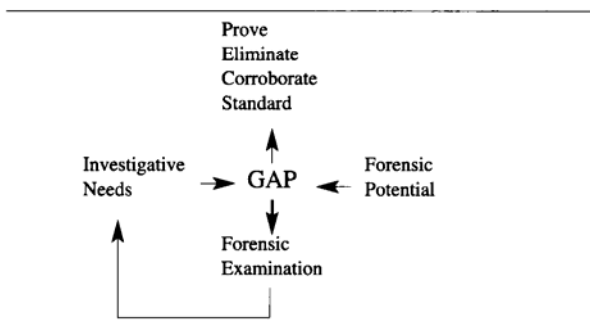 Prove
Eliminate
Corroborate
Standard
Investigative
Needs
GAP
Forensic
Potential
Forensic
Examination